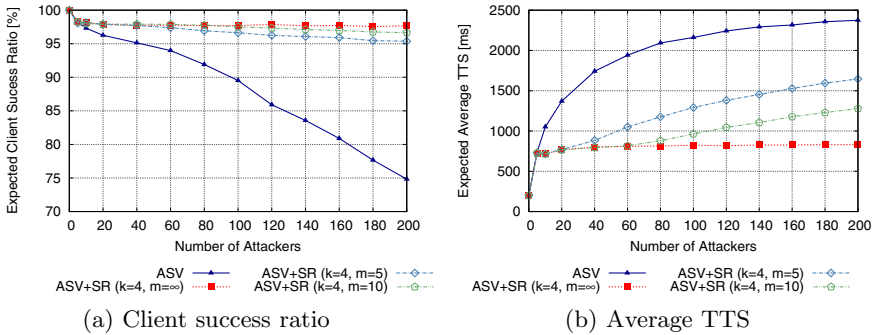 Expected Client Success Ratio [%]
100
95
90
85
80
75
70
0 20 40 60 80 100 120 140 160 180 200
Number of Attackers
ASV
ASV+SR (k=4, m=∞)
ASV+SR (k=4, m=5)
ASV+SR (k=4, m=10)
(a) Client success ratio
Expected Average TTS [ms]
2500
2000
1500
1000
500
0
0 20 40 60 80 100 120 140 160 180 200
Number of Attackers
ASV
ASV+SR (k=4, m=∞)
ASV+SR (k=4, m=5)
ASV+SR (k=4, m=10)
(b) Average TTS